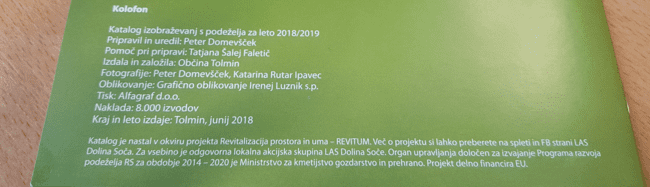 Kolofon
Katalog izobraževanj s podeželja za leto 2018/2019
Pripravil in uredil: Peter Domevšček
Pomoč pri pripravi: Tatjana Šalej Faletič
Izdala in založila: Občina Tolmin
Fotografije: Peter Domevšček, Katarina Rutar Ipavec
Oblikovanje: Grafično oblikovanje Irenej Luznik s.p.
Tisk: Alfagraf d.o.o.
Naklada: 8.000 izvodov
Kraj in leto izdaje: Tolmin, junij 2018
Katalog je nastal v okviru projekta Revitalizacija prostora in uma – REVITUM. Več o projektu si lahko preberete na spleti in FB strani LAS
Dolina Soča. Za vsebino je odgovorna lokalna akcijska skupina LAS Dolina Soče. Organ upravljanja določen za izvajanje Programa razvoja
podeželja RS za obdobje 2014 – 2020 je Ministrstvo za kmetijstvo gozdarstvo in prehrano. Projekt delno financira EU.